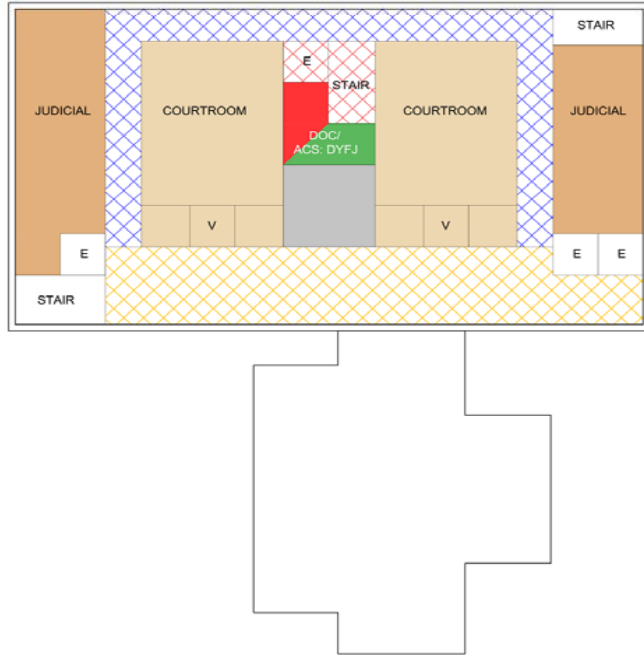 STAIR
E
STAIR
JUDICIAL
COURTROOM
COURTROOM
JUDICIAL
DOC/
ACS: DYFJ
V
V
E
E
E
STAIR